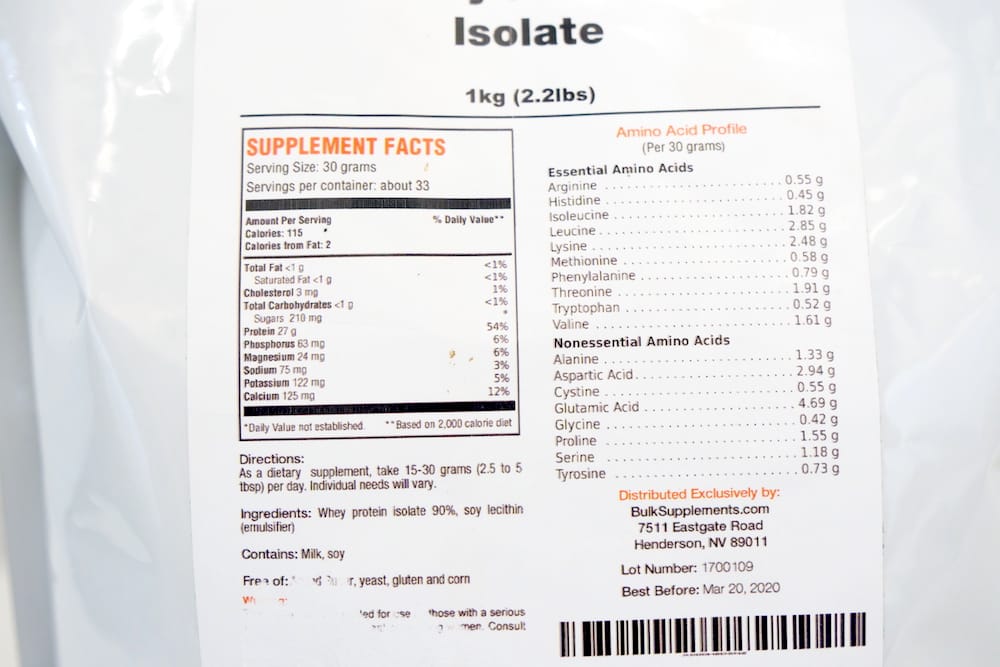 Isolate
1kg (2.2lbs)
SUPPLEMENT FACTS
Serving Size: 30 grams
Servings per container: about 33
Amount Per Serving % Daily Value**
Calories: 115
Calories from Fat: 2
Total Fat <1 g <1%
Saturated Fat <1 g <1%
Cholesterol 3 mg 1%
Total Carbohydrates <1 g <1%
Sugars 210 mg *
Protein 27 g 54%
Phosphorus 63 mg 6%
Magnesium 24 mg 6%
Sodium 75 mg 3%
Potassium 122 mg 5%
Calcium 125 mg 12%
*Daily Value not established. **Based on 2,000 calorie diet
Directions:
As a dietary supplement, take 15-30 grams (2.5 to 5
tbsp) per day. Individual needs will vary.
Ingredients: Whey protein isolate 90%, soy lecithin
(emulsifier)
Contains: Milk, soy
Free of: yeast, gluten and corn
for those with a serious
Consult
Amino Acid Profile
(Per 30 grams)
Essential Amino Acids
Arginine 0.55 g
Histidine 0.45 g
Isoleucine 1.82 g
Leucine 2.85 g
Lysine 2.48 g
Methionine 0.58 g
Phenylalanine 0.79 g
Threonine 1.91 g
Tryptophan 0.52 g
Valine 1.61 g
Nonessential Amino Acids
Alanine 1.33 g
Aspartic Acid 2.94 g
Cystine 0.55 g
Glutamic Acid 4.69 g
Glycine 0.42 g
Proline 1.55 g
Serine 1.18 g
Tyrosine 0.73 g
Distributed Exclusively by:
BulkSupplements.com
7511 Eastgate Road
Henderson, NV 89011
Lot Number: 1700109
Best Before: Mar 20, 2020